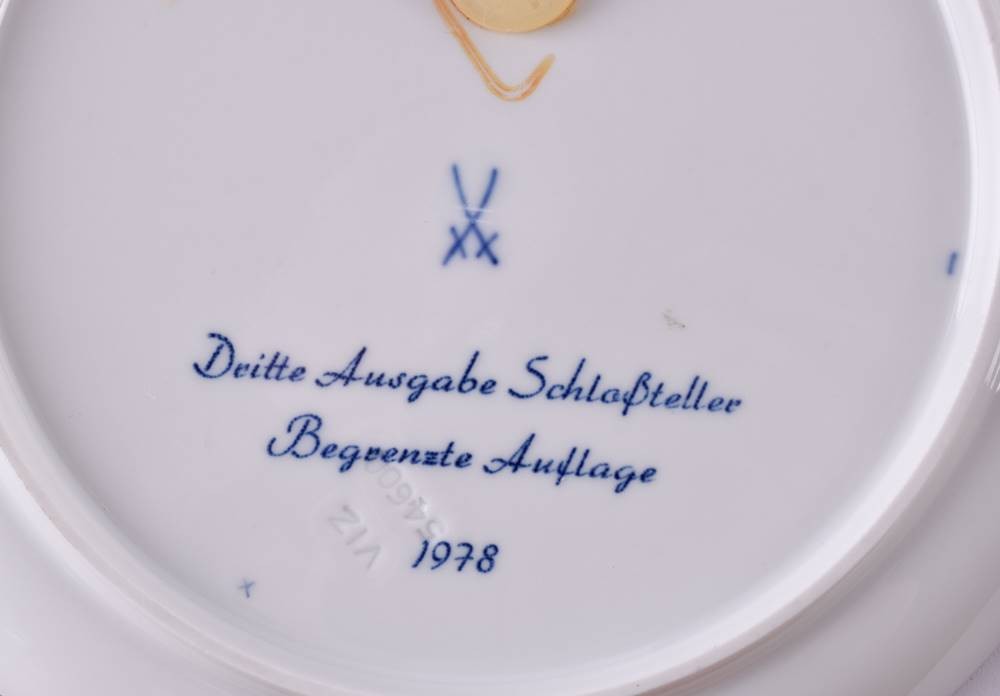 Dritte Ausgabe Schloßteller
Begrenzte Auflage
1978